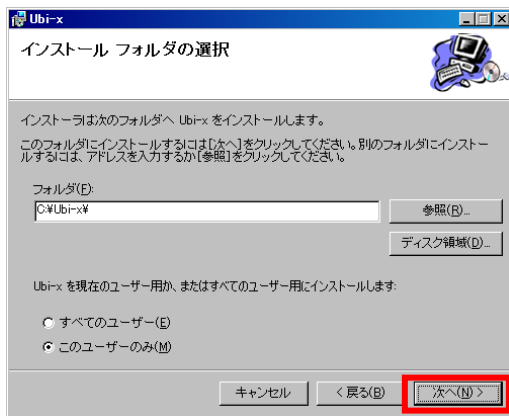 Ubi-x
インストール フォルダの選択
インストーラは次のフォルダへ Ubi-x をインストールします。
このフォルダにインストールするには[次へ]をクリックしてください。別のフォルダにインストー
ルするには、アドレスを入力するか[参照]をクリックしてください。
フォルダ(F):
C:¥Ubi-x¥
参照(R)...
ディスク領域(D)...
Ubi-x を現在のユーザー用か、またはすべてのユーザー用にインストールします:
すべてのユーザー(E)
このユーザーのみ(M)
キャンセル
< 戻る(B)
次へ(N) >